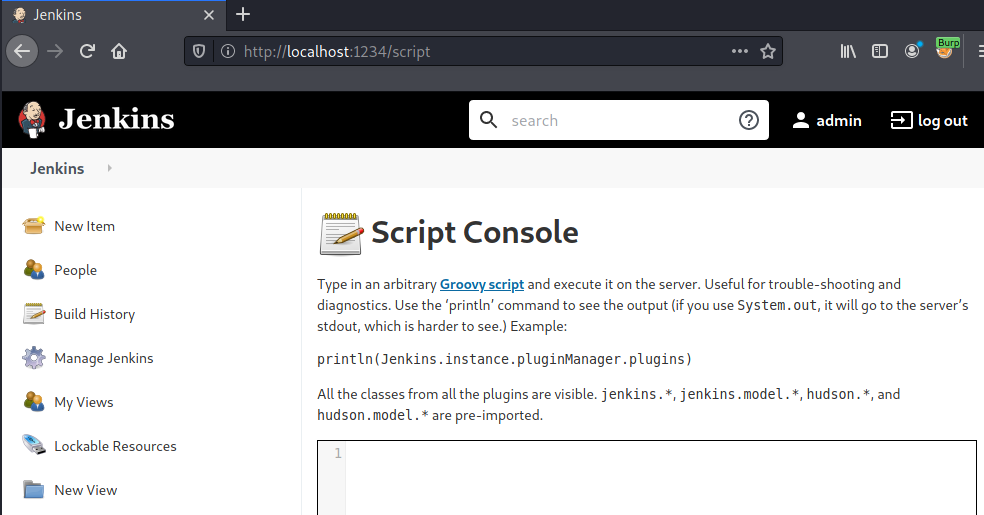 Jenkins
http://localhost:1234/script
Burp
Jenkins
search
admin
log out
Jenkins
New Item
People
Build History
Manage Jenkins
My Views
Lockable Resources
New View
Script Console
Type in an arbitrary Groovy script and execute it on the server. Useful for trouble-shooting and
diagnostics. Use the ‘println’ command to see the output (if you use System.out, it will go to the server’s
stdout, which is harder to see.) Example:
println(Jenkins.instance.pluginManager.plugins)
All the classes from all the plugins are visible. jenkins.*, jenkins.model.*, hudson.*, and
hudson.model.* are pre-imported.
1